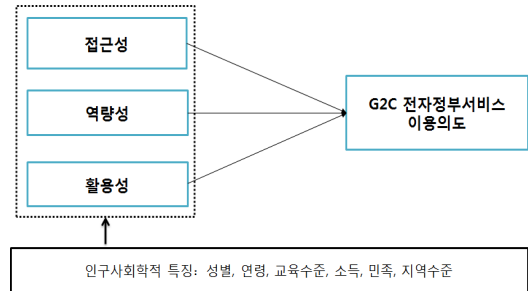 접근성
역량성
활용성
G2C 전자정부서비스
이용의도
인구사회학적 특징: 성별, 연령, 교육수준, 소득, 민족, 지역수준